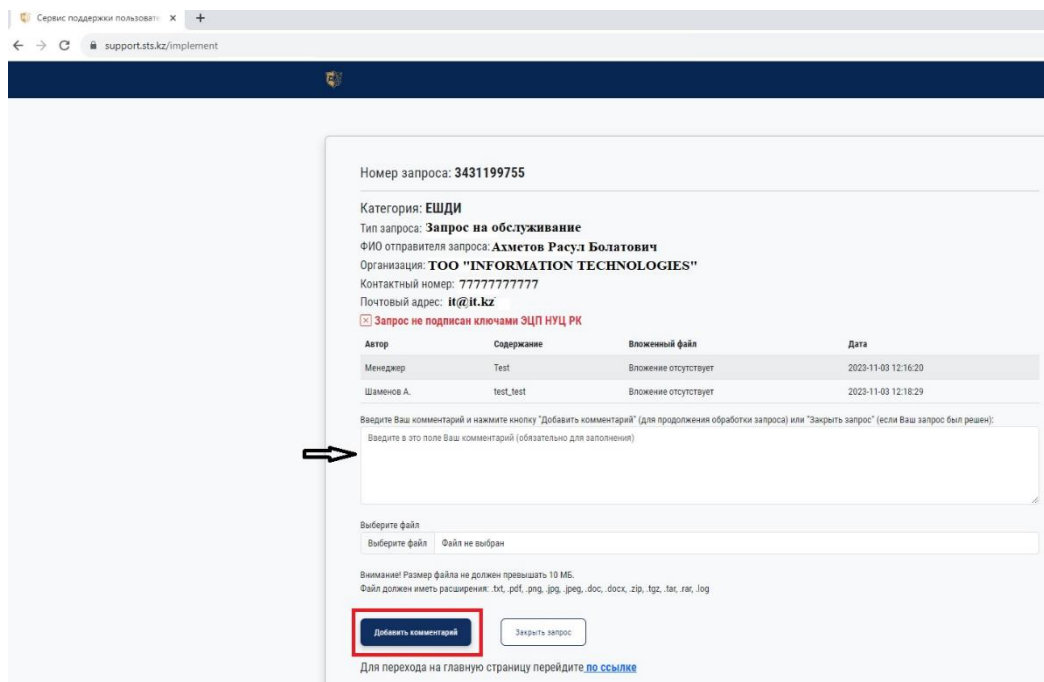 Сервис поддержки пользовате
support.sts.kz/implement
Номер запроса: 3431199755
Категория: ЕШДИ
Тип запроса: Запрос на обслуживание
ФИО отправителя запроса: Ахметов Расул Болатович
Организация: ТОО "INFORMATION TECHNOLOGIES"
Контактный номер: 77777777777
Почтовый адрес: it@it.kz
Запрос не подписан ключами ЭЦП НУЦ РК
Автор Содержание Вложенный файл Дата
Менеджер Test Вложение отсутствует 2023-11-03 12:16:20
Шаменов А. test_test Вложение отсутствует 2023-11-03 12:18:29
Введите Ваш комментарий и нажмите кнопку "Добавить комментарий" (для продолжения обработки запроса) или "Закрыть запрос" (если Ваш запрос был решен):
Введите в это поле Ваш комментарий (обязательно для заполнения)
Выберите файл
Выберите файл Файл не выбран
Внимание! Размер файла не должен превышать 10 МБ.
Файл должен иметь расширения: .txt, .pdf, .png, .jpg, .jpeg, .doc, .docx, .zip, .tgz, .tar, .rar, .log
Добавить комментарий Закрыть запрос
Для перехода на главную страницу перейдите по ссылке